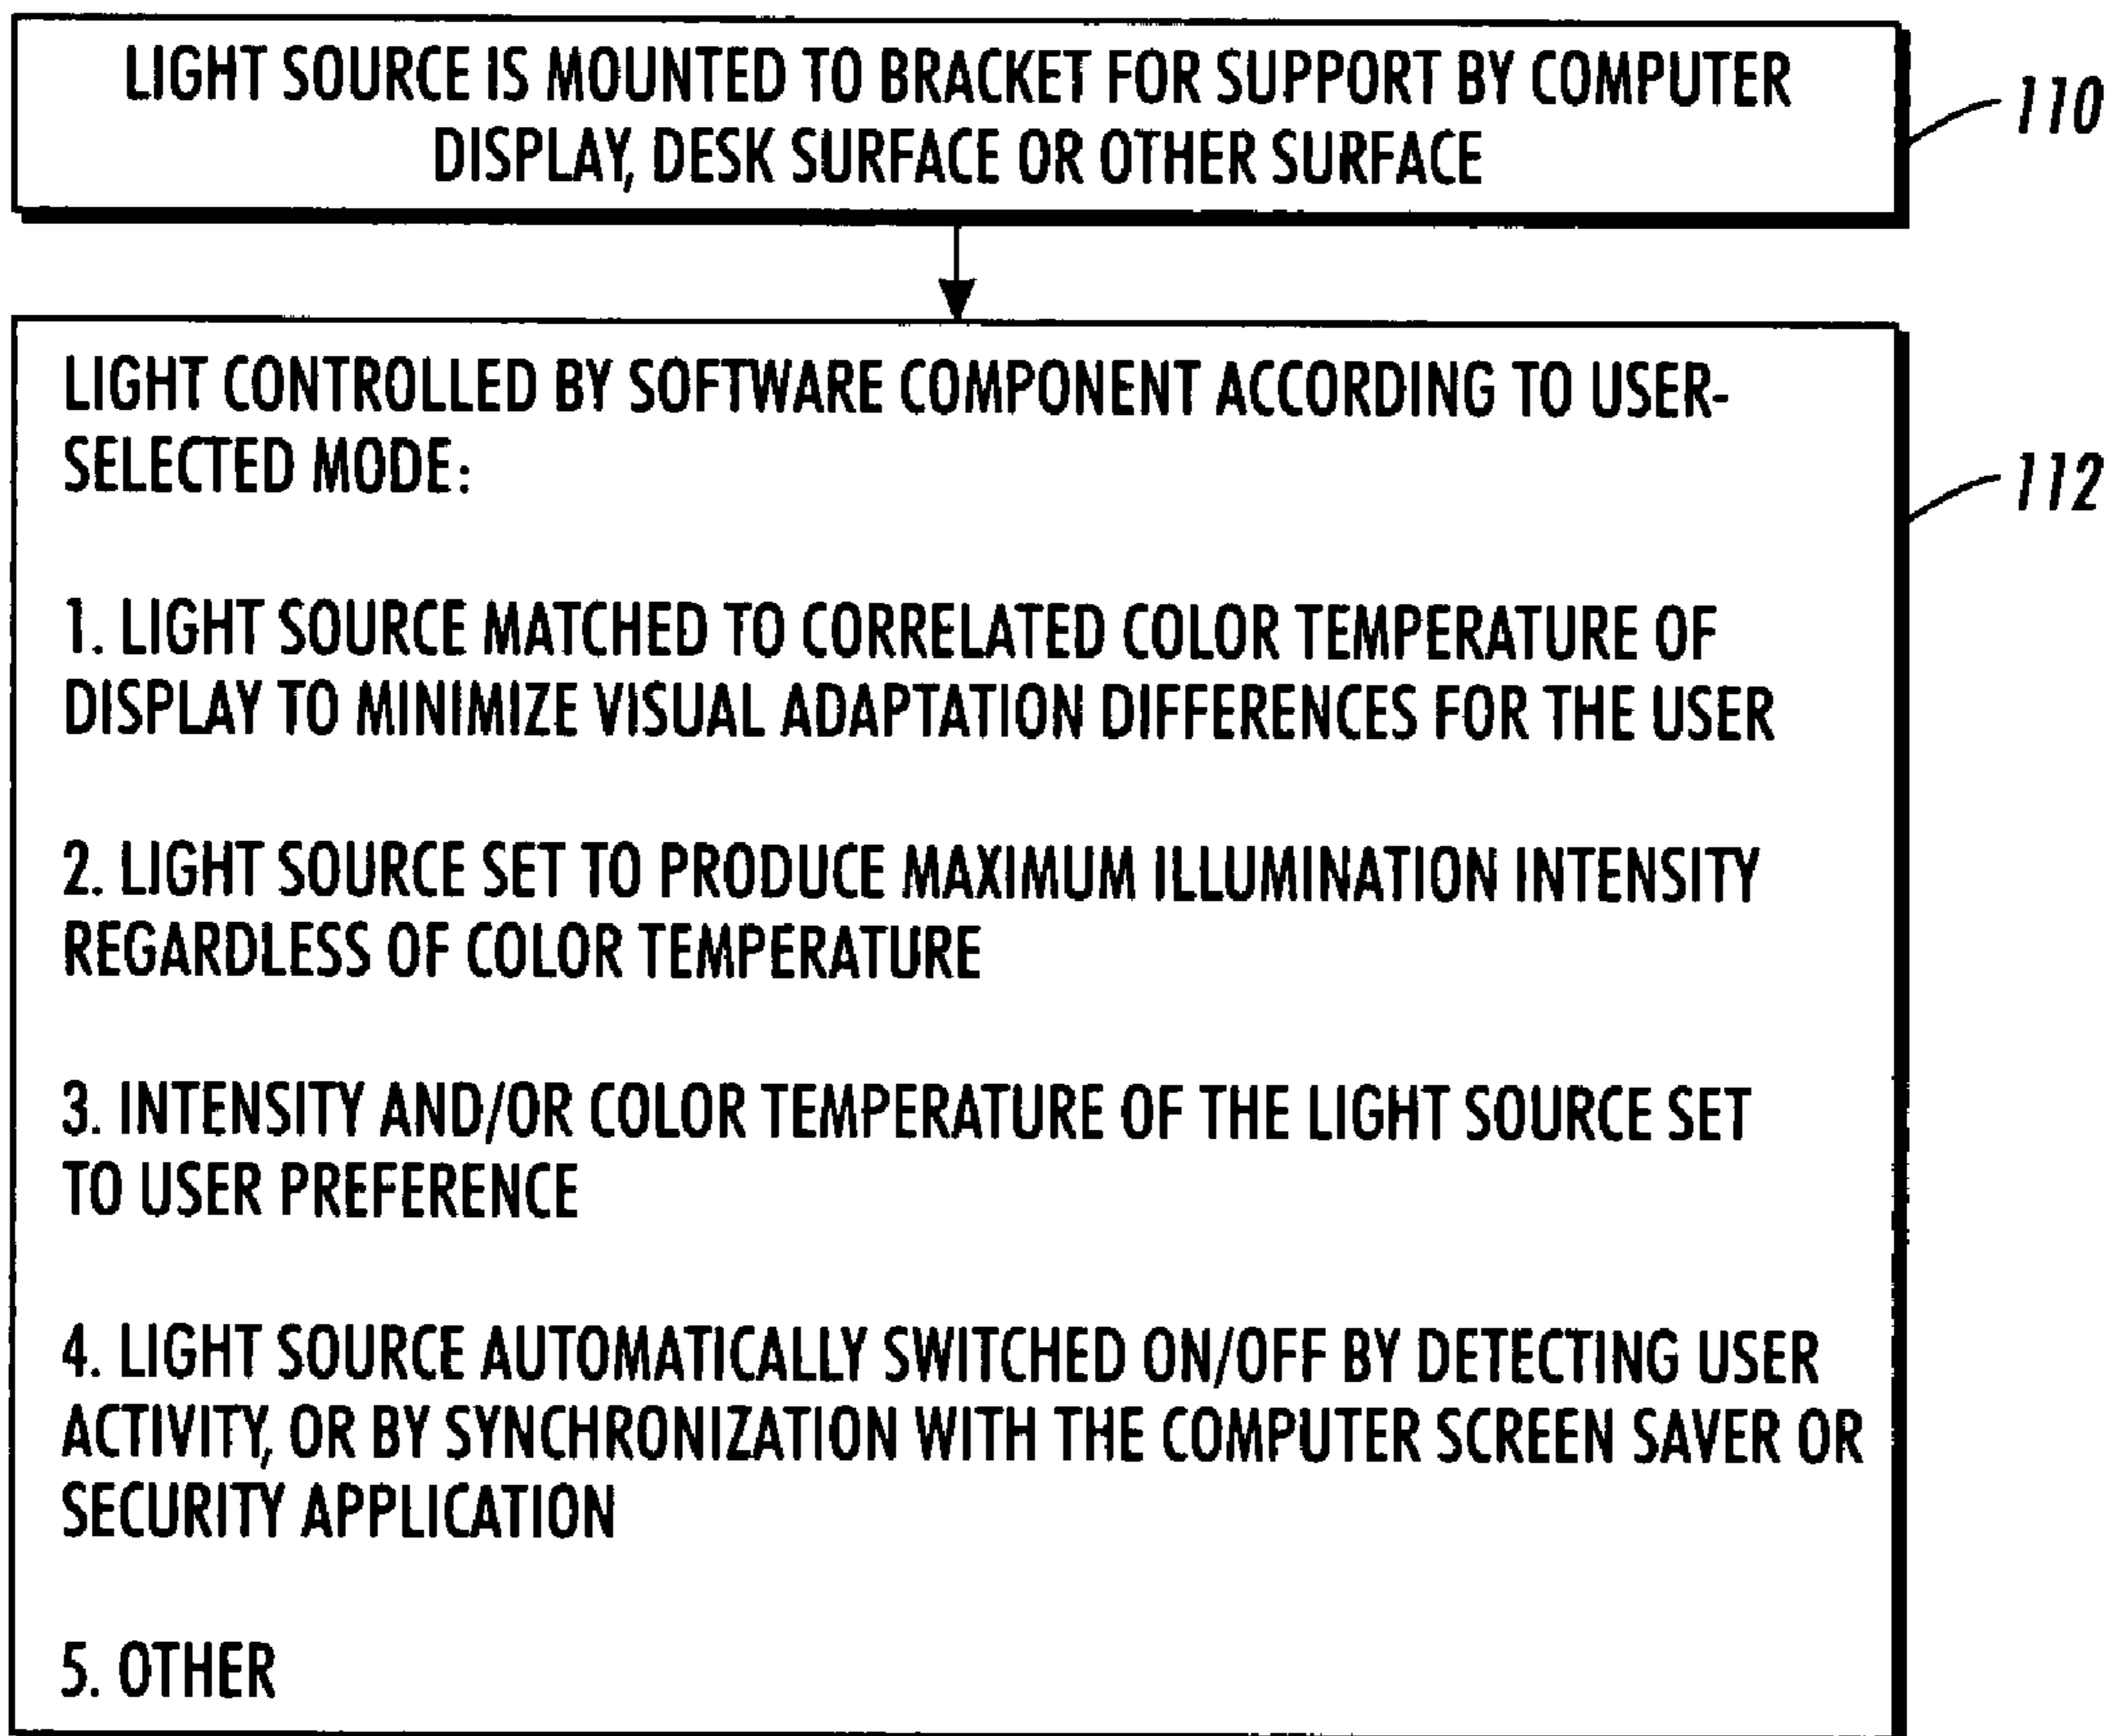 LIGHT SOURCE IS MOUNTED TO BRACKET FOR SUPPORT BY COMPUTER
DISPLAY, DESK SURFACE OR OTHER SURFACE
110
LIGHT CONTROLLED BY SOFTWARE COMPONENT ACCORDING TO USER-
SELECTED MODE:
112
1. LIGHT SOURCE MATCHED TO CORRELATED COLOR TEMPERATURE OF
DISPLAY TO MINIMIZE VISUAL ADAPTATION DIFFERENCES FOR THE USER
2. LIGHT SOURCE SET TO PRODUCE MAXIMUM ILLUMINATION INTENSITY
REGARDLESS OF COLOR TEMPERATURE
3. INTENSITY AND/OR COLOR TEMPERATURE OF THE LIGHT SOURCE SET
TO USER PREFERENCE
4. LIGHT SOURCE AUTOMATICALLY SWITCHED ON/OFF BY DETECTING USER
ACTIVITY, OR BY SYNCHRONIZATION WITH THE COMPUTER SCREEN SAVER OR
SECURITY APPLICATION
5. OTHER